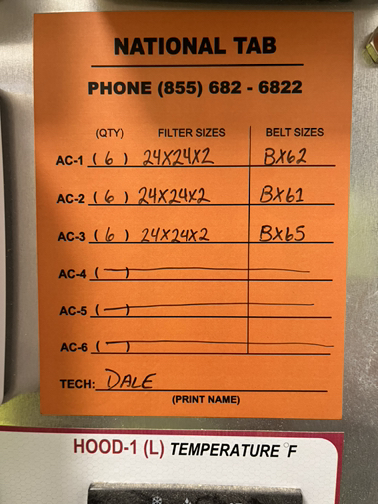 NATIONAL TAB
PHONE (855) 682 - 6822
(QTY) FILTER SIZES BELT SIZES
AC-1 ( 6 ) 24X24X2 BX62
AC-2 ( 6 ) 24X24X2 BX61
AC-3 ( 6 ) 24X24X2 BX65
AC-4 ( — )
AC-5 ( — )
AC-6 ( — )
TECH: DALE
(PRINT NAME)
HOOD-1 (L) TEMPERATURE °F